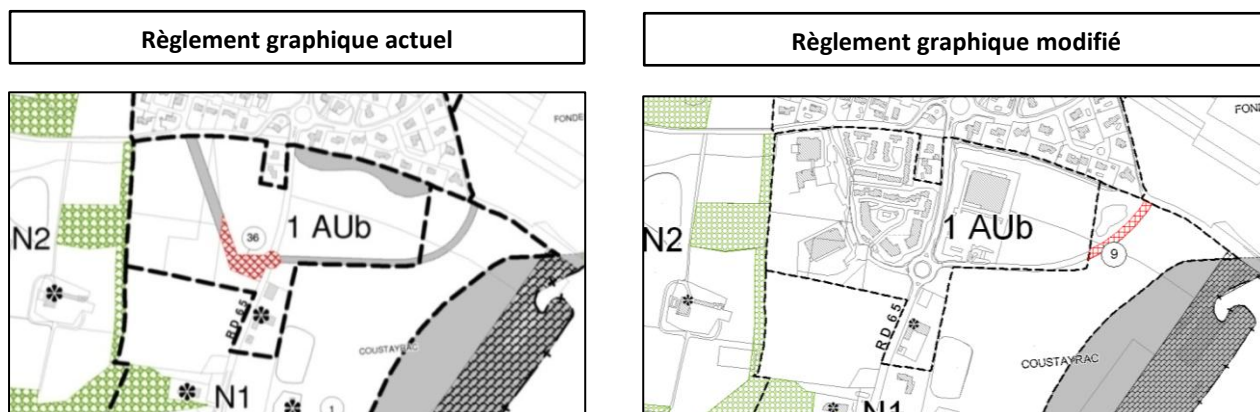 Règlement graphique actuel
Règlement graphique modifié
FONDE
N2
36
1 AUb
RD 65
COUSTAYRAC
N1
1
FONDE
N2
1 AUb
9
RD 65
COUSTAYRAC
N1